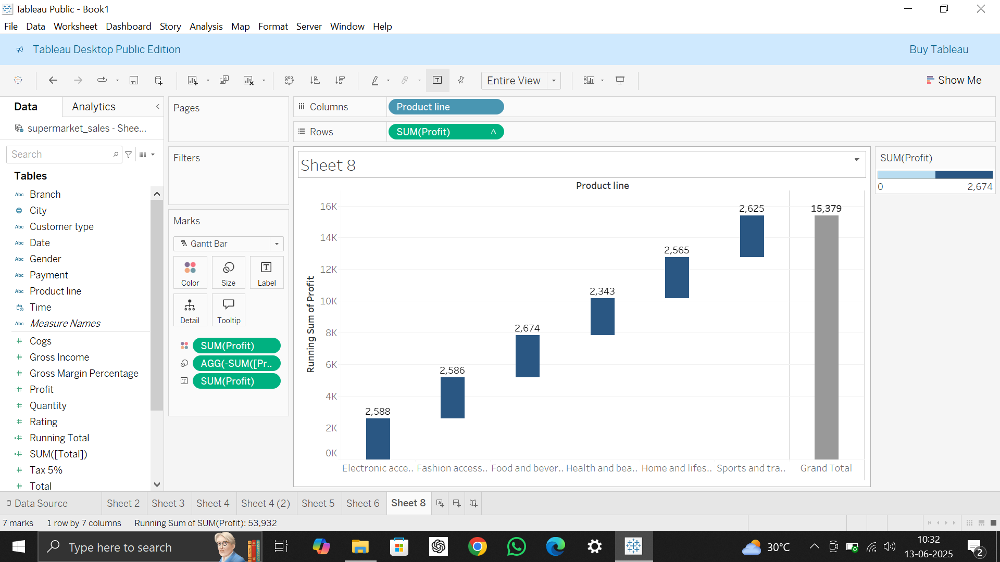 Tableau Public - Book1
File Data Worksheet Dashboard Story Analysis Map Format Server Window Help
Tableau Desktop Public Edition
Buy Tableau
Entire View
Show Me
Data
Analytics
supermarket_sales - Shee...
Search
Tables
Abc Branch
City
Abc Customer type
Abc Date
Abc Gender
Abc Payment
Abc Product line
Time
Abc Measure Names
# Cogs
# Gross Income
# Gross Margin Percentage
=# Profit
# Quantity
# Rating
=# Running Total
=# SUM([Total])
# Tax 5%
# Total
Pages
Filters
Marks
Gantt Bar
Color
Size
Label
Detail
Tooltip
SUM(Profit)
AGG(-SUM([Pr..
SUM(Profit)
Columns
Product line
Rows
SUM(Profit) Δ
Sheet 8
Product line
Running Sum of Profit
16K
14K
12K
10K
8K
6K
4K
2K
0K
2,588
2,586
2,674
2,343
2,565
2,625
15,379
Electronic acce..
Fashion access..
Food and bever..
Health and bea..
Home and lifes..
Sports and tra..
Grand Total
SUM(Profit)
0
2,674
Data Source
Sheet 2
Sheet 3
Sheet 4
Sheet 4 (2)
Sheet 5
Sheet 6
Sheet 8
7 marks
1 row by 7 columns
Running Sum of SUM(Profit): 53,932
Type here to search
30°C
10:32
13-06-2025
2